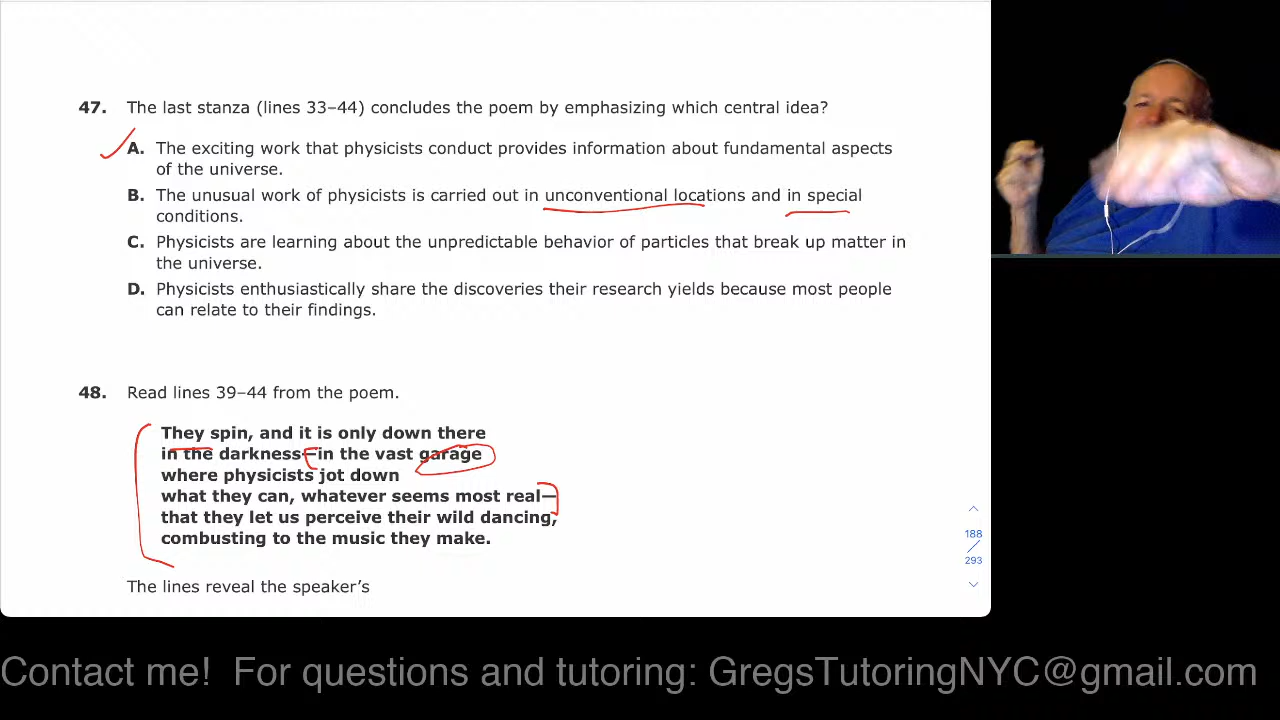 47. The last stanza (lines 33–44) concludes the poem by emphasizing which central idea?
A. The exciting work that physicists conduct provides information about fundamental aspects
of the universe.
B. The unusual work of physicists is carried out in unconventional locations and in special
conditions.
C. Physicists are learning about the unpredictable behavior of particles that break up matter in
the universe.
D. Physicists enthusiastically share the discoveries their research yields because most people
can relate to their findings.
48. Read lines 39–44 from the poem.
They spin, and it is only down there
in the darkness—in the vast garage
where physicists jot down
what they can, whatever seems most real—
that they let us perceive their wild dancing,
combusting to the music they make.
The lines reveal the speaker's
188
293
Contact me! For questions and tutoring: GregsTutoringNYC@gmail.com